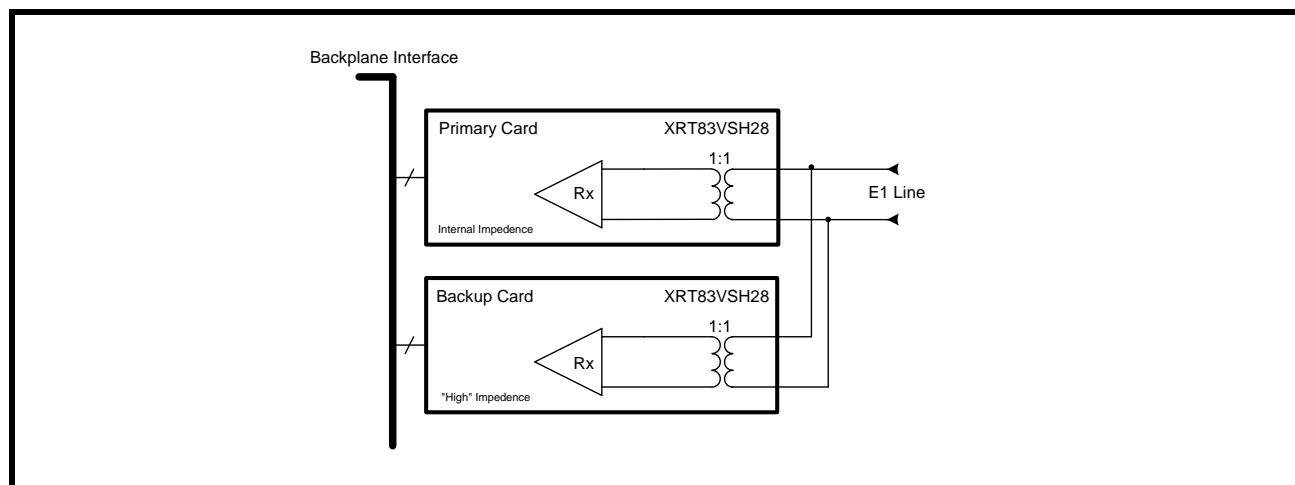 Backplane Interface
Primary Card XRT83VSH28
1:1
Rx
E1 Line
Internal Impedence
Backup Card XRT83VSH28
1:1
Rx
"High" Impedence